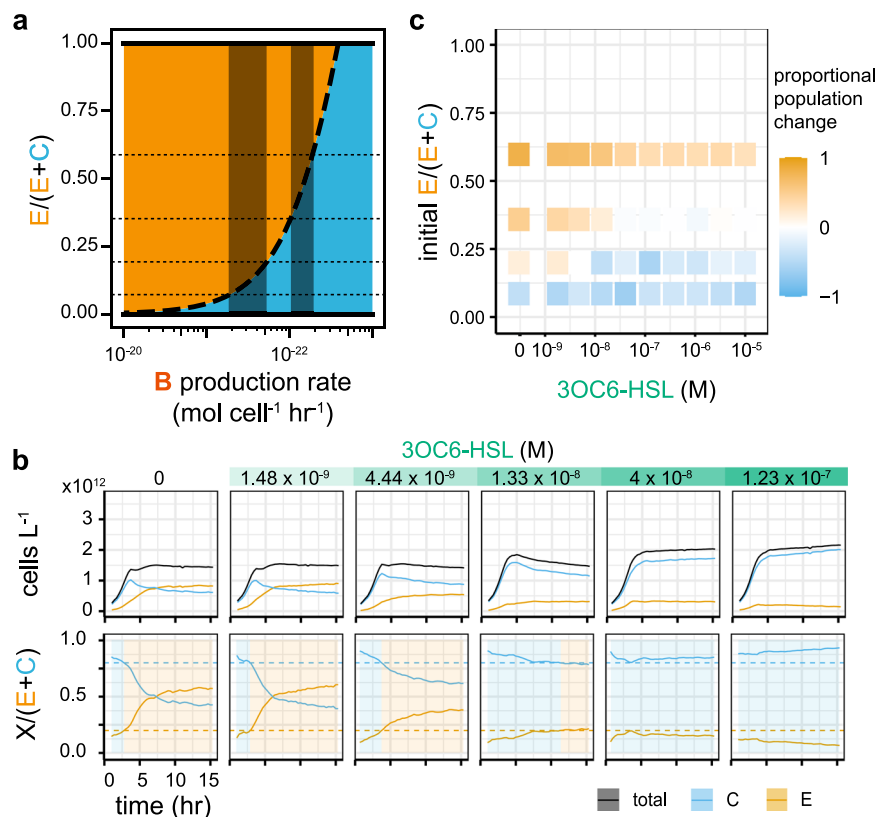 a
1.00
0.75
0.50
0.25
0.00
E/(E+C)
10⁻²⁰
10⁻²²
B production rate
(mol cell⁻¹ hr⁻¹)
c
1.00
0.75
0.50
0.25
0.00
initial E/(E+C)
0 10⁻⁹ 10⁻⁸ 10⁻⁷ 10⁻⁶ 10⁻⁵
3OC6-HSL (M)
proportional
population
change
1
0
−1
b
3OC6-HSL (M)
x10¹²
0
1.48 x 10⁻⁹
4.44 x 10⁻⁹
1.33 x 10⁻⁸
4 x 10⁻⁸
1.23 x 10⁻⁷
cells L⁻¹
3
2
1
0
X/(E+C)
1.0
0.5
0.0
0 5 10 15
time (hr)
total
C
E